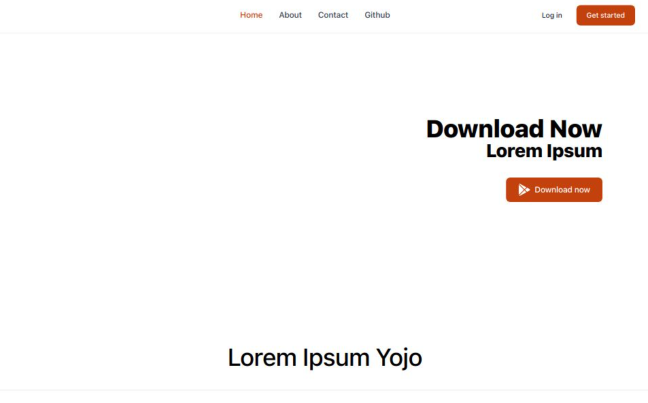 Home About Contact Github Log in Get started
Download Now
Lorem Ipsum
Download now
Lorem Ipsum Yojo